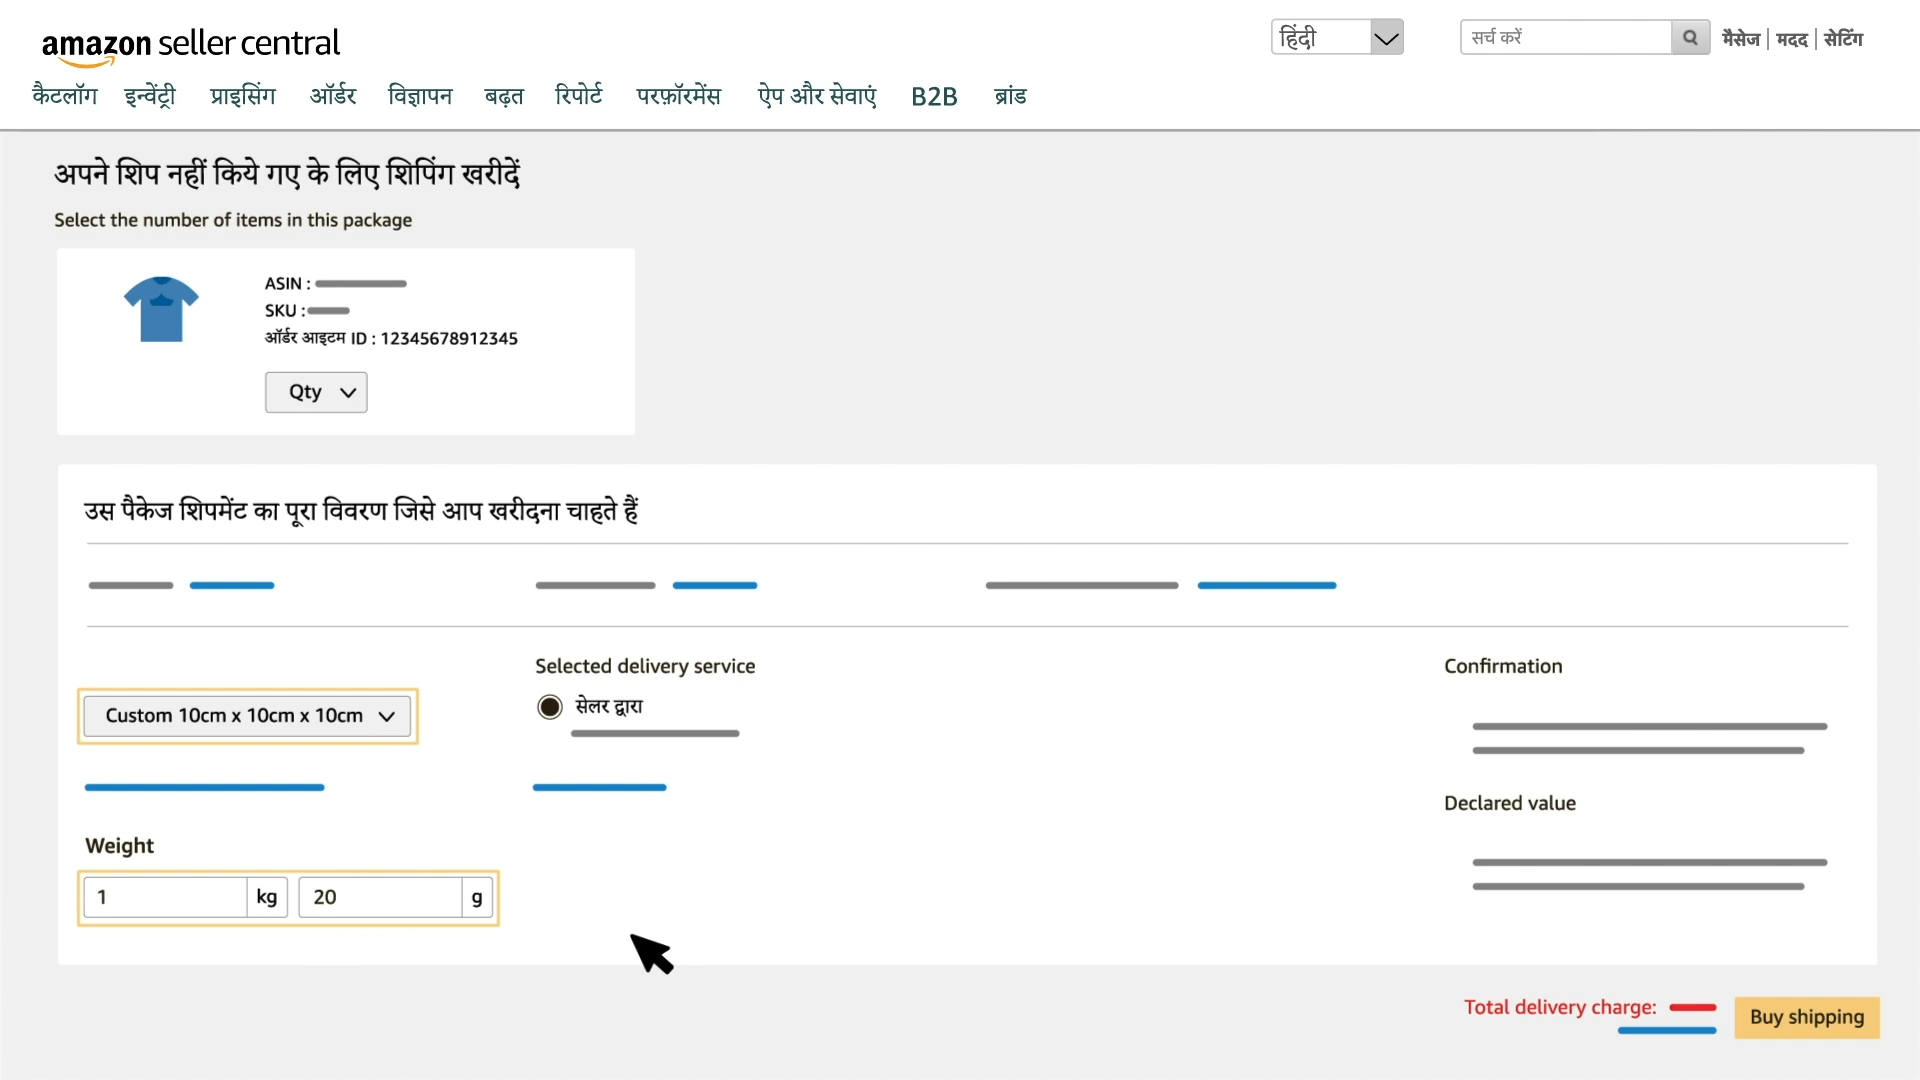 amazon seller central
हिंदी
सर्च करें
मैसेज | मदद | सेटिंग
कैटलॉग इन्वेंट्री प्राइसिंग ऑर्डर विज्ञापन बढ़त रिपोर्ट परफ़ॉरमेंस ऐप और सेवाएं B2B ब्रांड
अपने शिप नहीं किये गए के लिए शिपिंग खरीदें
Select the number of items in this package
ASIN :
SKU :
ऑर्डर आइटम ID : 12345678912345
Qty
उस पैकेज शिपमेंट का पूरा विवरण जिसे आप खरीदना चाहते हैं
Selected delivery service
Confirmation
Custom 10cm x 10cm x 10cm
सेलर द्वारा
Declared value
Weight
1 kg 20 g
Total delivery charge:
Buy shipping